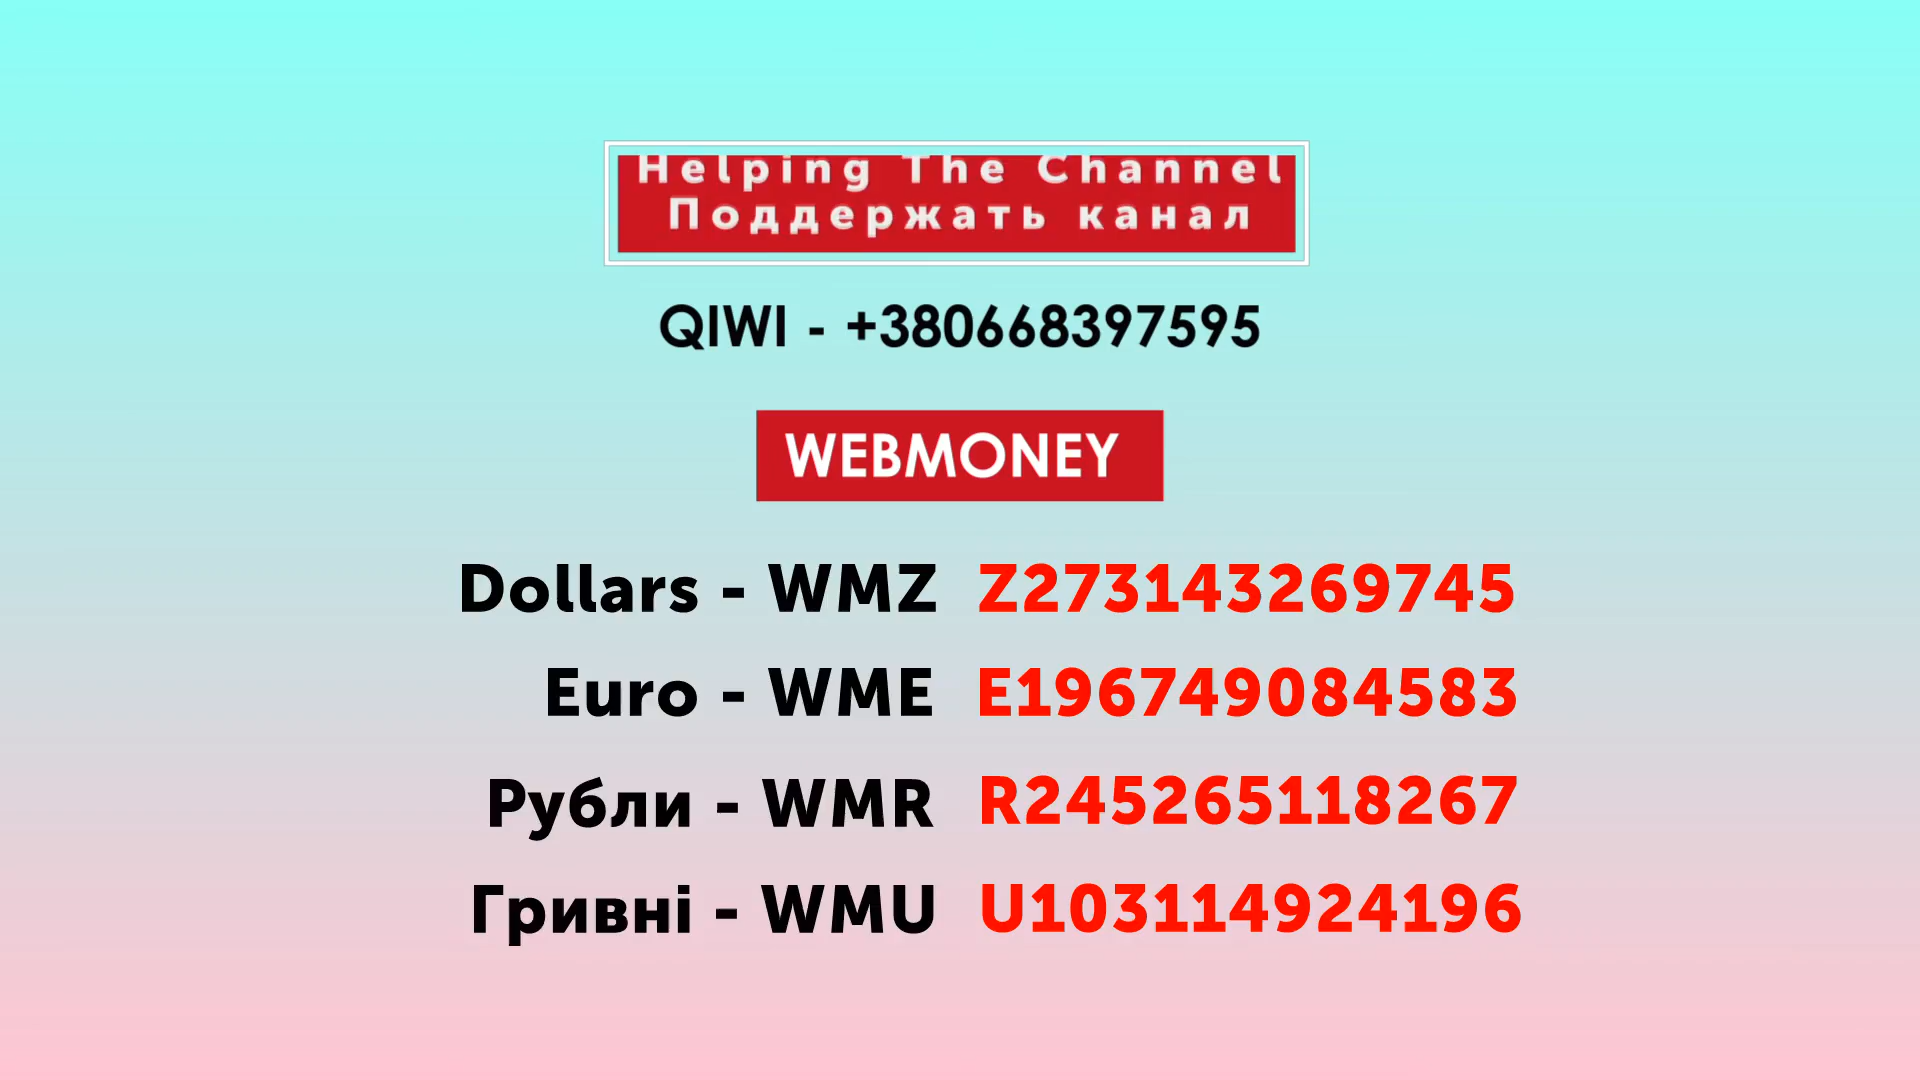 Helping The Channel
Поддержать канал
QIWI - +380668397595
WEBMONEY
Dollars - WMZ Z273143269745
Euro - WME E196749084583
Рубли - WMR R245265118267
Гривні - WMU U103114924196